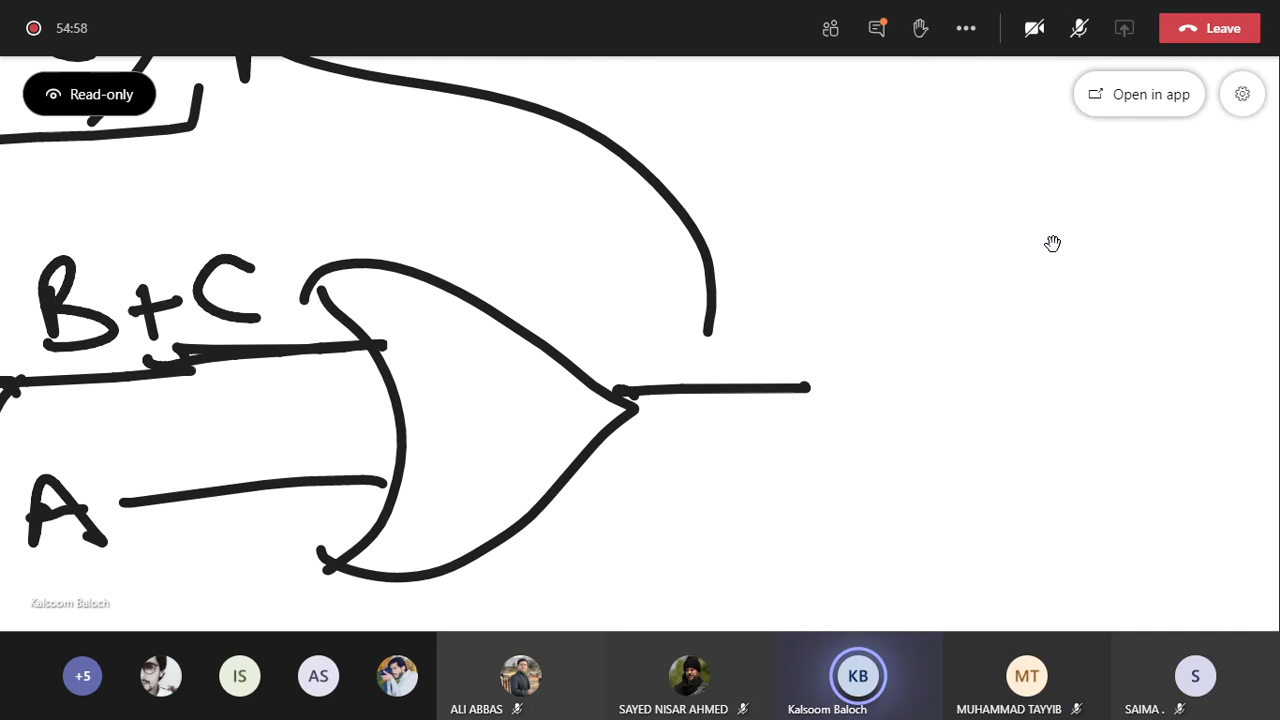 54:58
Leave
Read-only
Open in app
B+C
A
Kalsoom Baloch
+5
IS
AS
KB
MT
S
ALI ABBAS
SAYED NISAR AHMED
Kalsoom Baloch
MUHAMMAD TAYYIB
SAIMA .